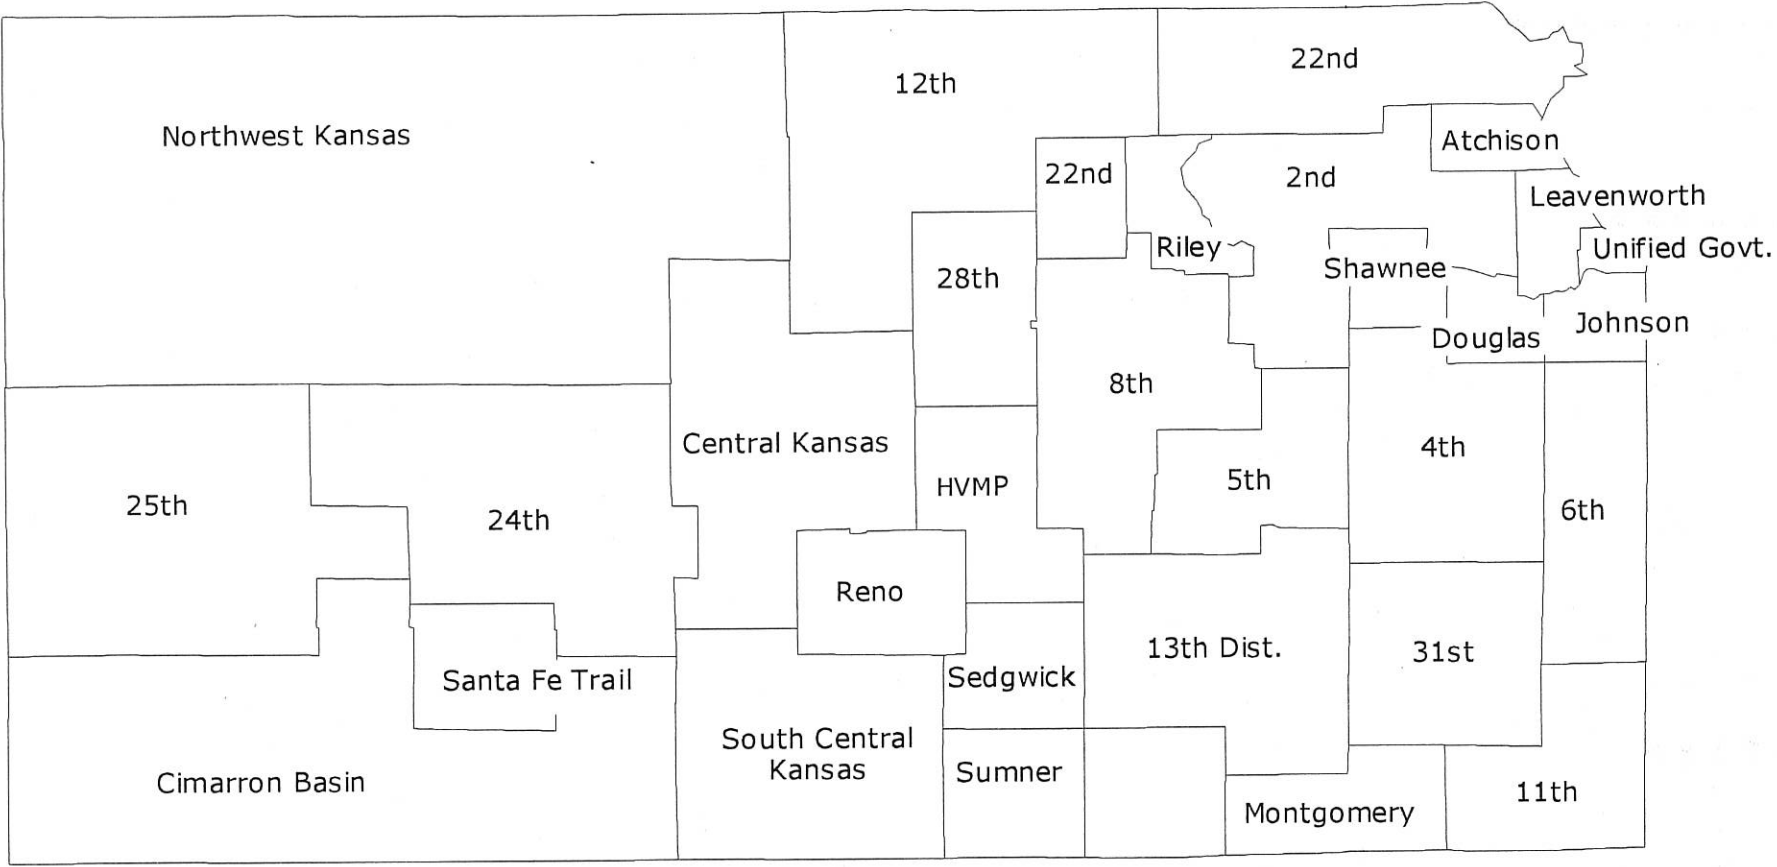 22nd
12th
Northwest Kansas
Atchison
22nd
2nd
Leavenworth
Riley
Unified Govt.
Shawnee
28th
Johnson
Douglas
8th
Central Kansas
4th
5th
HVMP
25th
6th
24th
Reno
13th Dist.
31st
Sedgwick
Santa Fe Trail
South Central
Kansas
Sumner
Cimarron Basin
11th
Montgomery